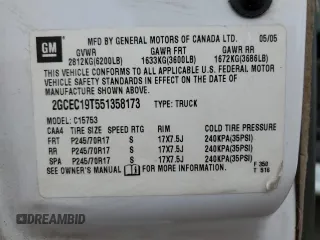 GM
MFD BY GENERAL MOTORS OF CANADA LTD. 05/05
GVWR GAWR FRT GAWR RR
2812KG(6200LB) 1633KG(3600LB) 1672KG(3686LB)
THIS VEHICLE CONFORMS TO ALL APPLICABLE U.S. FEDERAL
MOTOR VEHICLE SAFETY
STANDARDS IN EFFECT ON THE DATE OF MANUFACTURE SHOWN ABOVE.
2GCEC19T551358173 TYPE: TRUCK
MODEL: C15753
CAA4 TIRE SIZE SPEED RTG RIM COLD TIRE PRESSURE
FRT P245/70R17 S 17X7.5J 240KPA(35PSI)
RR P245/70R17 S 17X7.5J 240KPA(35PSI)
SPA P245/70R17 S 17X7.5J 240KPA(35PSI)
SEE OWNER'S MANUAL FOR MORE INFORMATION.
F 352
T 516
DREAMBID